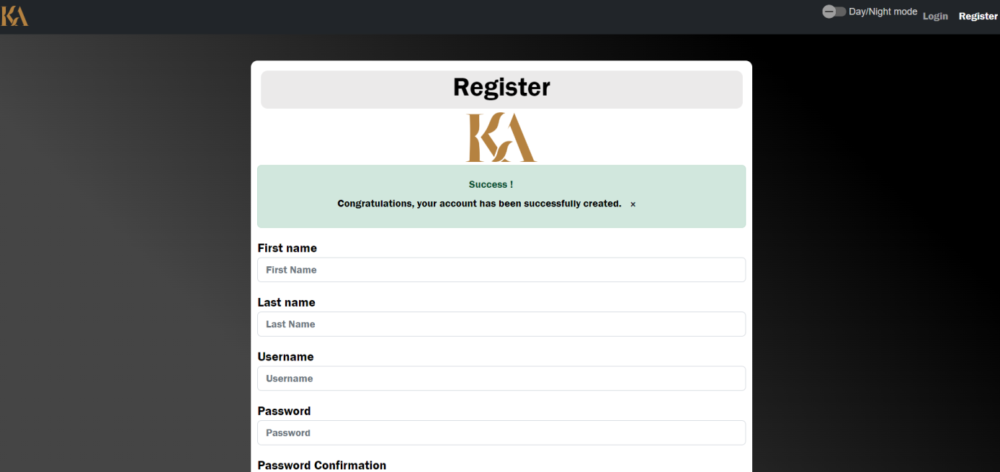 KA
Day/Night mode
Login
Register
Register
KA
Success !
Congratulations, your account has been successfully created. ×
First name
First Name
Last name
Last Name
Username
Username
Password
Password
Password Confirmation